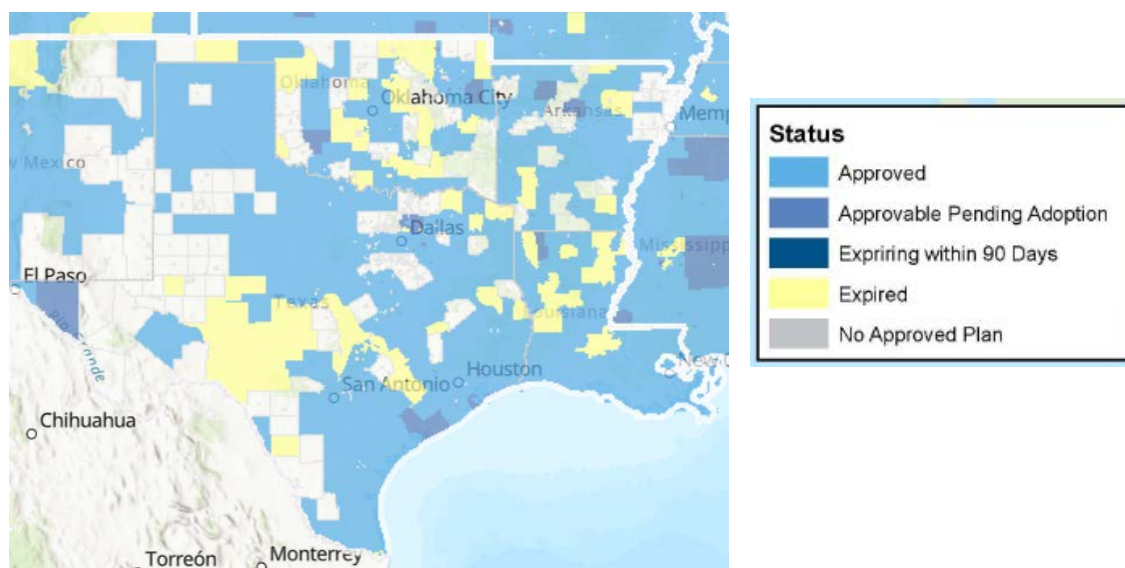 Oklahoma
Oklahoma City
Arkansas
Memp
w Mexico
Dallas
Mississipp
El Paso
Texas
Louisiana
Rio Grande
Houston
New O
San Antonio
Chihuahua
Torreón
Monterrey
Status
Approved
Approvable Pending Adoption
Expriring within 90 Days
Expired
No Approved Plan